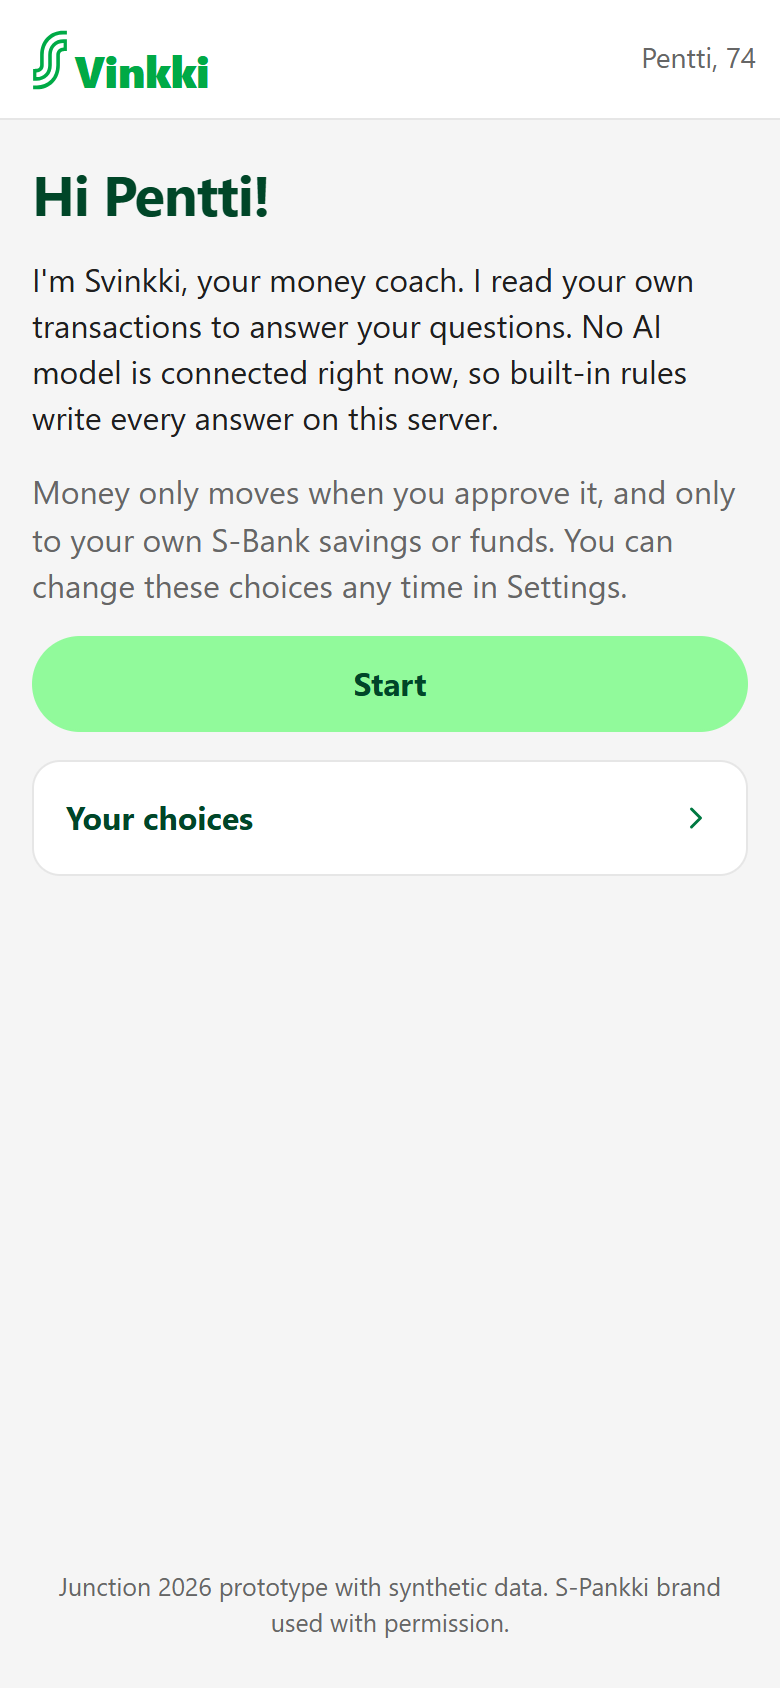 Vinkki
Pentti, 74
Hi Pentti!
I'm Svinkki, your money coach. I read your own
transactions to answer your questions. No AI
model is connected right now, so built-in rules
write every answer on this server.
Money only moves when you approve it, and only
to your own S-Bank savings or funds. You can
change these choices any time in Settings.
Start
Your choices
Junction 2026 prototype with synthetic data. S-Pankki brand
used with permission.